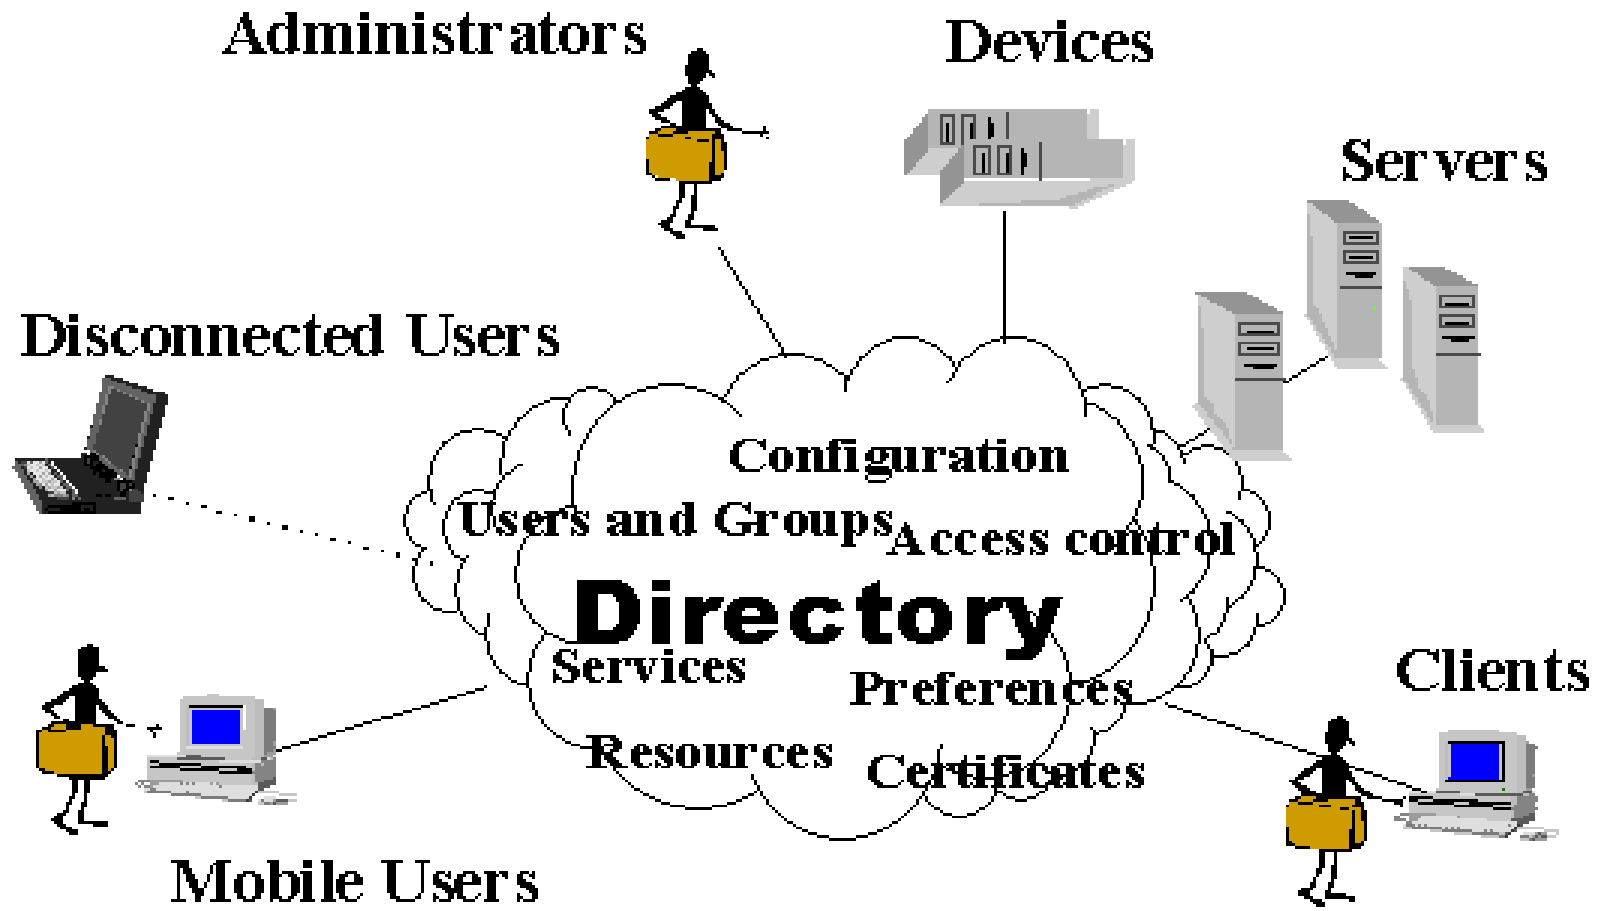 Administrators
Devices
Servers
Disconnected Users
Configuration
Users and Groups
Access control
Directory
Services
Preferences
Clients
Resources
Certificates
Mobile Users